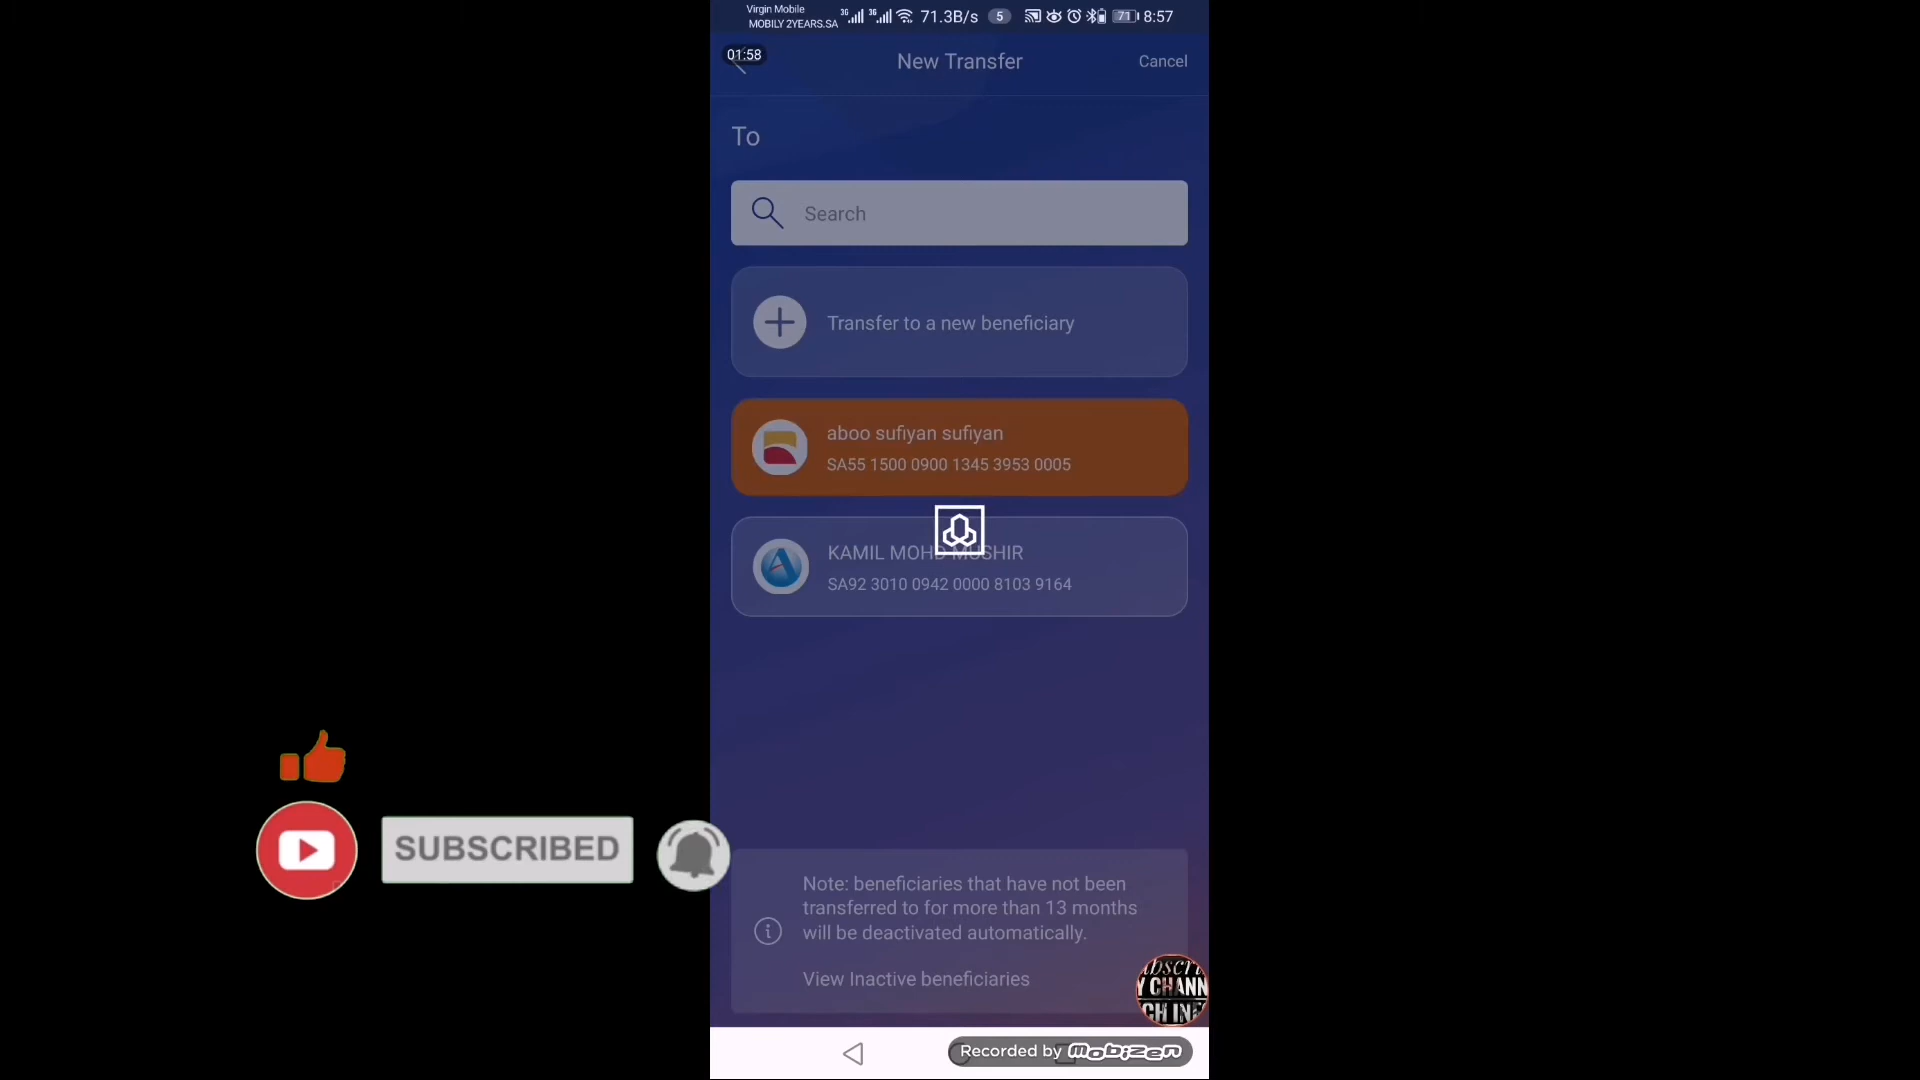 Virgin Mobile
MOBILY 2YEARS.SA
3G 3G 71.3B/s 5 71 8:57
01:58
New Transfer
Cancel
To
Search
Transfer to a new beneficiary
aboo sufiyan sufiyan
SA55 1500 0900 1345 3953 0005
KAMIL MOHD MUSHIR
SA92 3010 0942 0000 8103 9164
SUBSCRIBED
Note: beneficiaries that have not been
transferred to for more than 13 months
will be deactivated automatically.
View Inactive beneficiaries
Recorded by mobizen